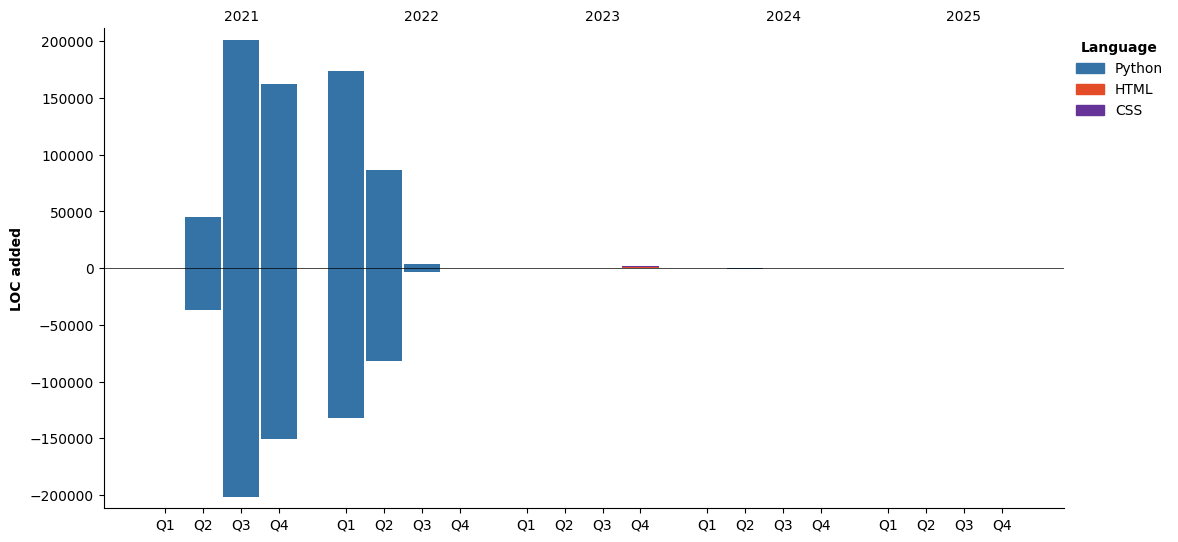 2021 2022 2023 2024 2025
Language
Python
HTML
CSS
LOC added
200000
150000
100000
50000
0
−50000
−100000
−150000
−200000
Q1 Q2 Q3 Q4 Q1 Q2 Q3 Q4 Q1 Q2 Q3 Q4 Q1 Q2 Q3 Q4 Q1 Q2 Q3 Q4